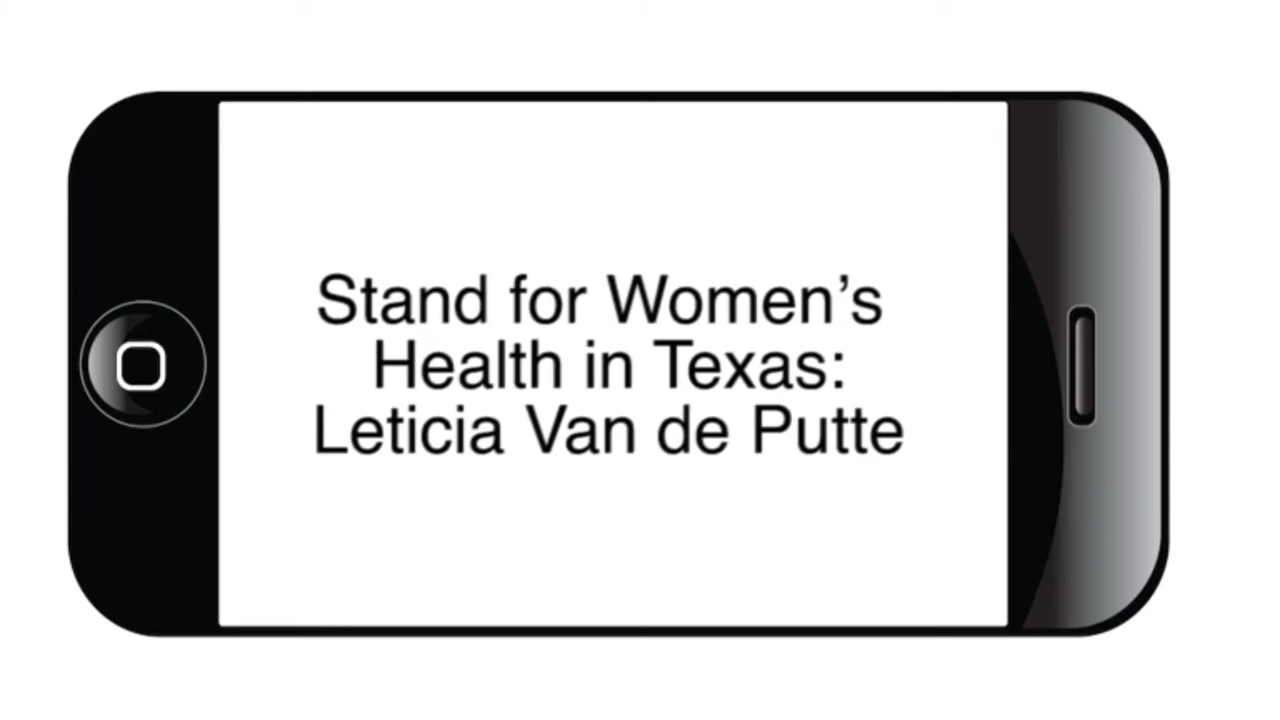 Stand for Women’s
Health in Texas:
Leticia Van de Putte